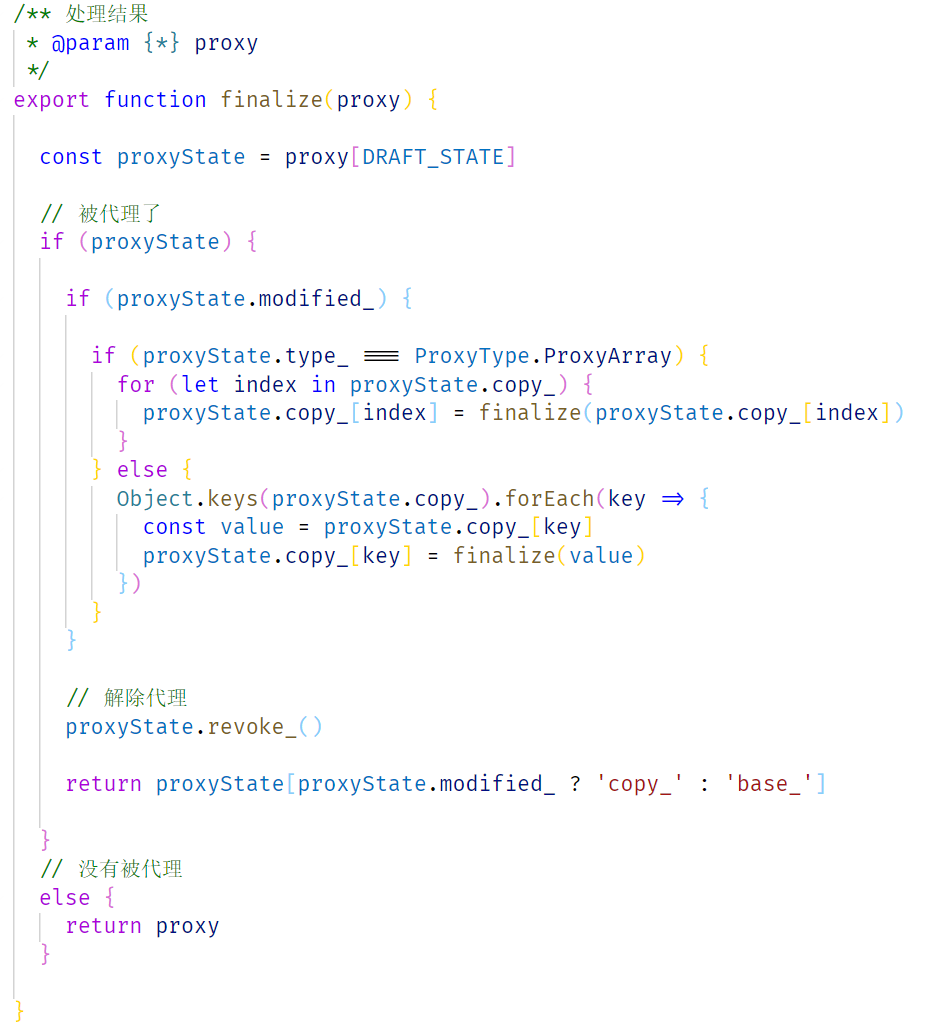 /** 处理结果
 * @param {*} proxy
 */
export function finalize(proxy) {
  const proxyState = proxy[DRAFT_STATE]
  // 被代理了
  if (proxyState) {
    if (proxyState.modified_) {
      if (proxyState.type_ === ProxyType.ProxyArray) {
        for (let index in proxyState.copy_) {
          proxyState.copy_[index] = finalize(proxyState.copy_[index])
        }
      } else {
        Object.keys(proxyState.copy_).forEach(key => {
          const value = proxyState.copy_[key]
          proxyState.copy_[key] = finalize(value)
        })
      }
    }
    // 解除代理
    proxyState.revoke_()
    return proxyState[proxyState.modified_ ? 'copy_' : 'base_']
  }
  // 没有被代理
  else {
    return proxy
  }
}